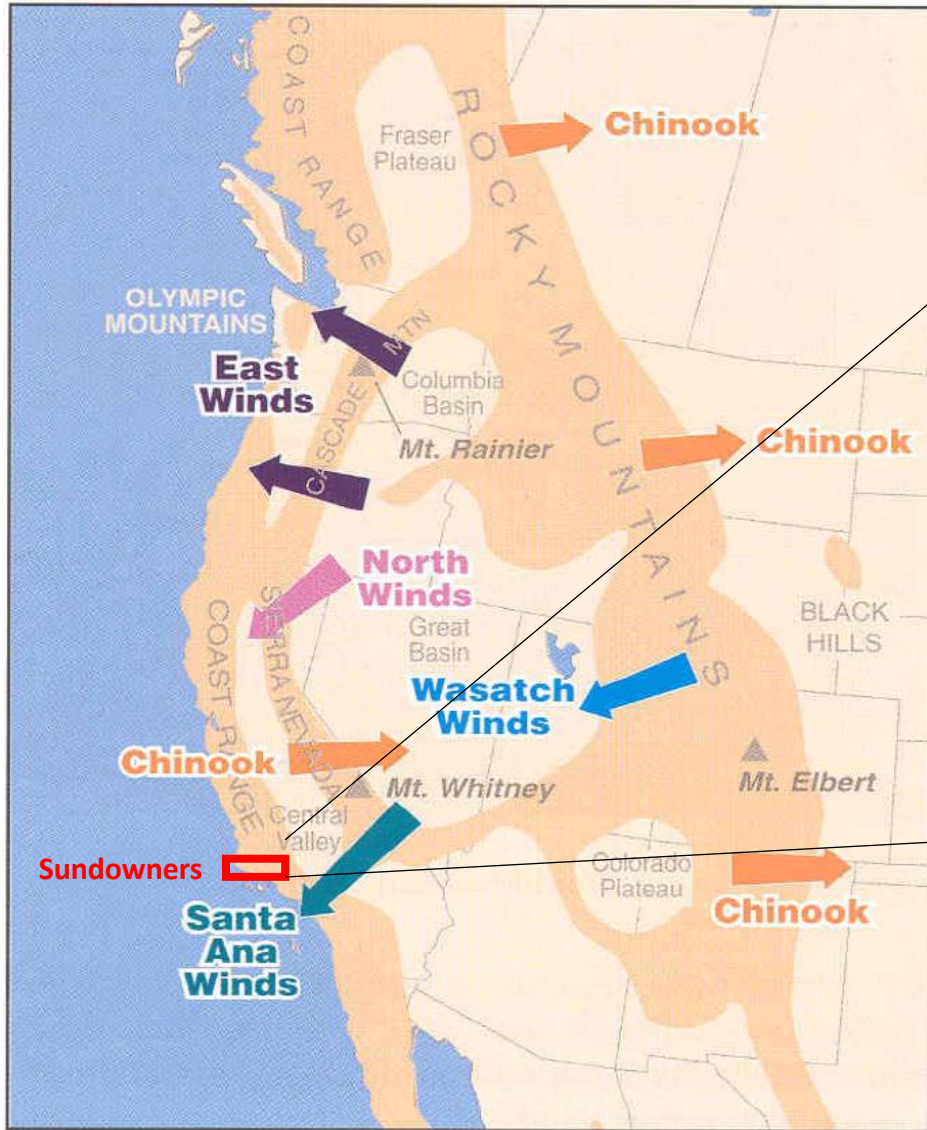 COAST RANGE
ROCKY MOUNTAINS
Fraser
Plateau
Chinook
OLYMPIC
MOUNTAINS
East
Winds
CASCADE MTN
Columbia
Basin
Mt. Rainier
Chinook
North
Winds
COAST RANGE
SIERRA NEVADA
Great
Basin
BLACK
HILLS
Wasatch
Winds
Chinook
Mt. Whitney
Mt. Elbert
Central
Valley
Sundowners
Colorado
Plateau
Santa
Ana
Winds
Chinook